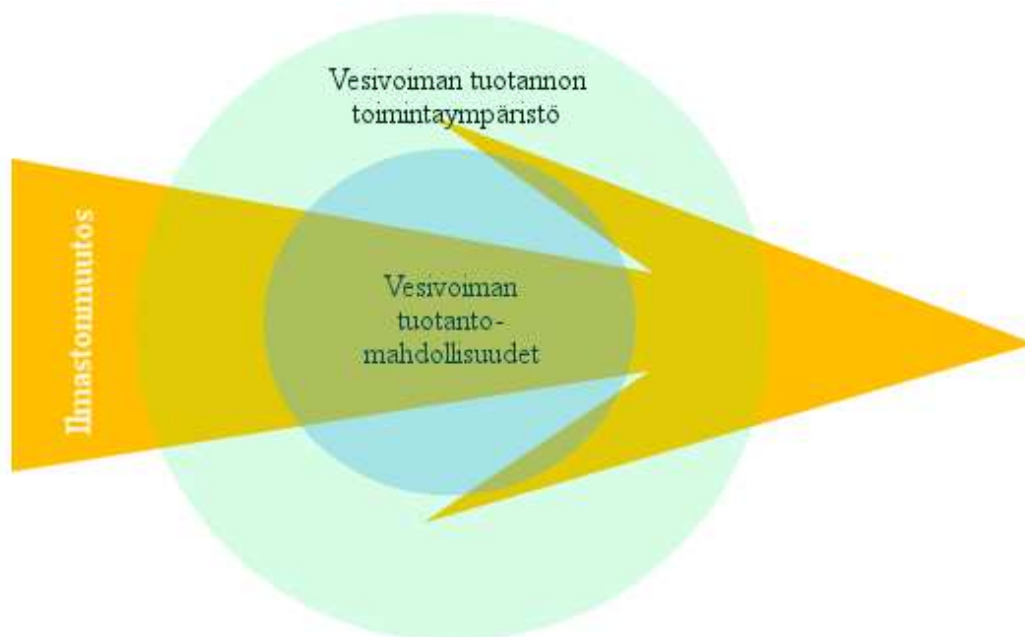 Vesivoiman tuotannon
toimintaympäristö
Ilmastonmuutos
Vesivoiman
tuotanto-
mahdollisuudet